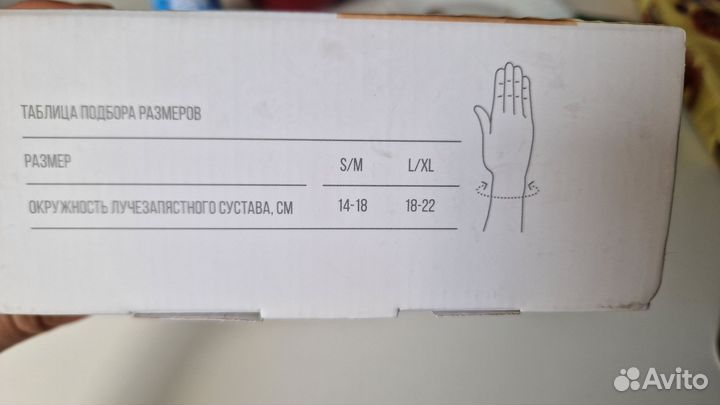 ТАБЛИЦА ПОДБОРА РАЗМЕРОВ
РАЗМЕР S/M L/XL
ОКРУЖНОСТЬ ЛУЧЕЗАПЯСТНОГО СУСТАВА, СМ 14-18 18-22
Avito